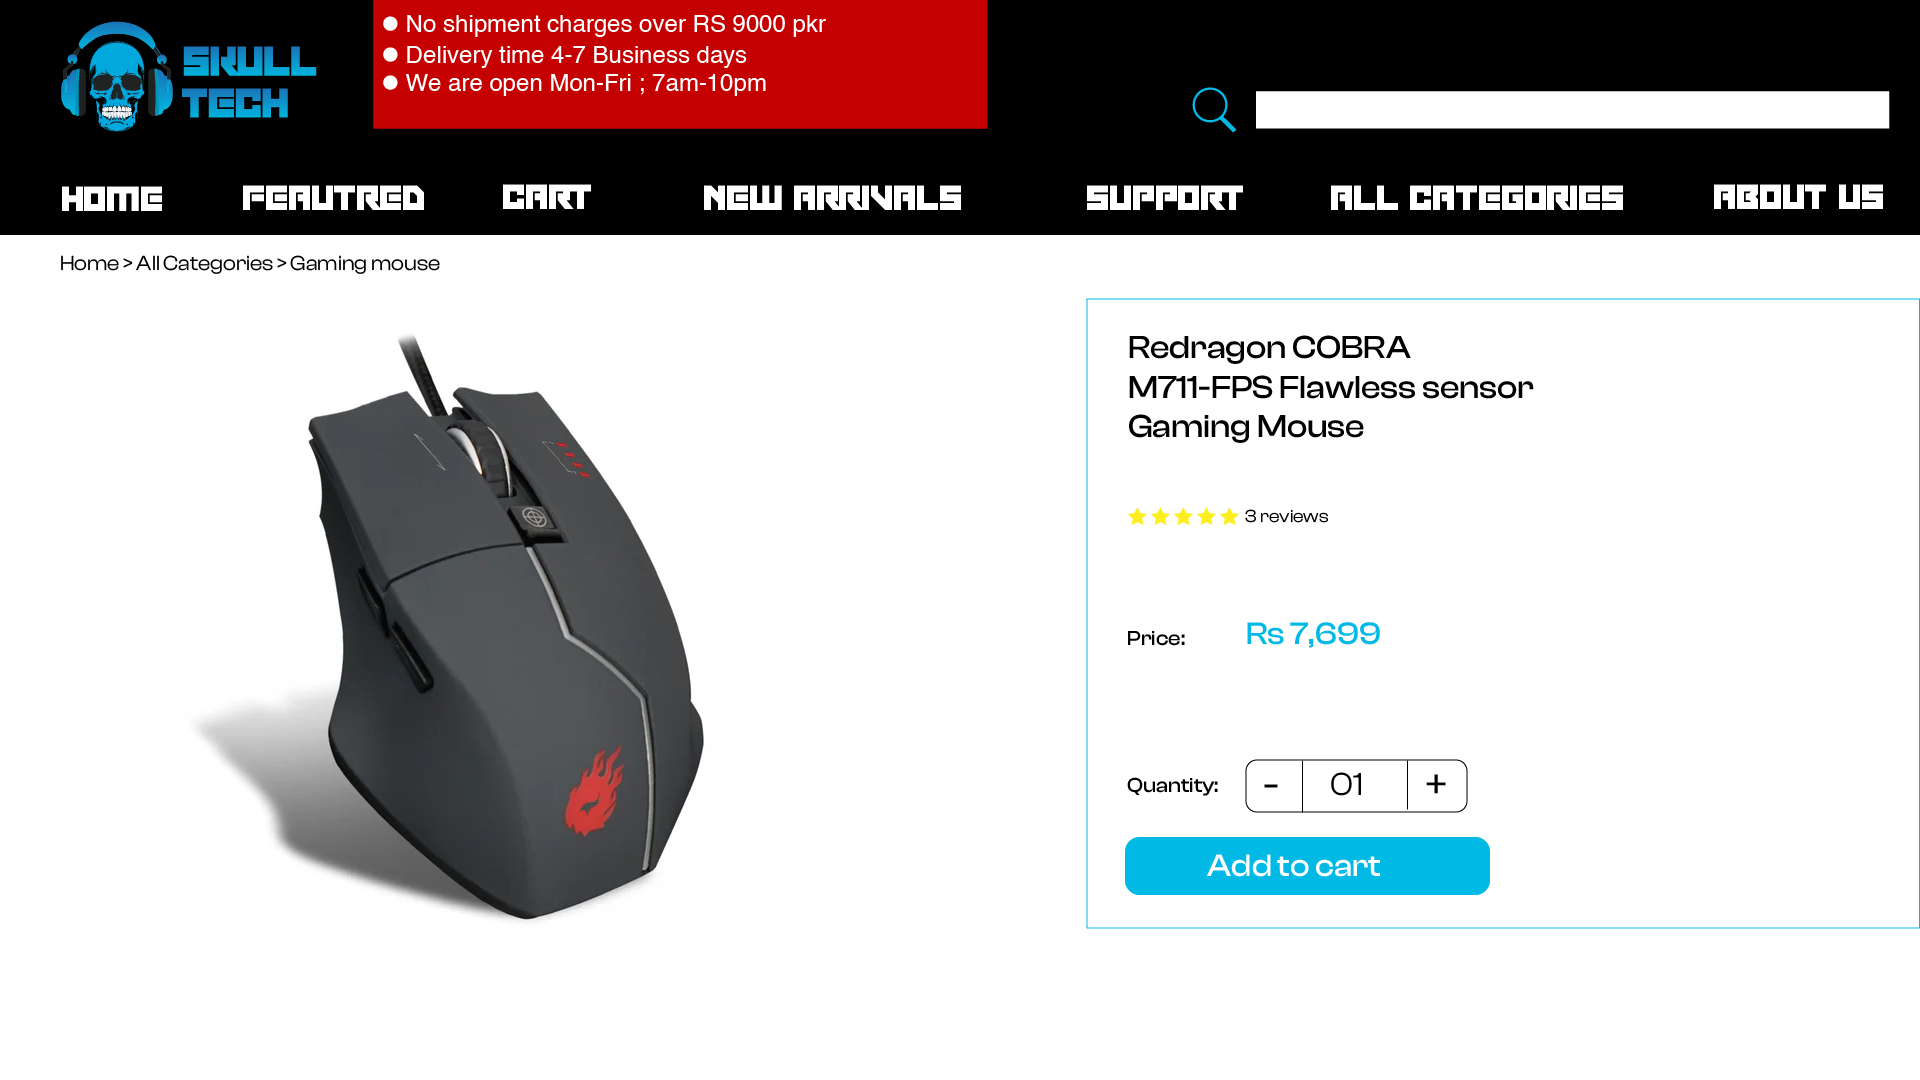 SKULL
TECH
No shipment charges over RS 9000 pkr
Delivery time 4-7 Business days
We are open Mon-Fri ; 7am-10pm
HOME
FEAUTRED
CART
NEW ARRIVALS
SUPPORT
ALL CATEGORIES
ABOUT US
Home > All Categories > Gaming mouse
Redragon COBRA
M711-FPS Flawless sensor
Gaming Mouse
3 reviews
Price: Rs 7,699
Quantity: - 01 +
Add to cart